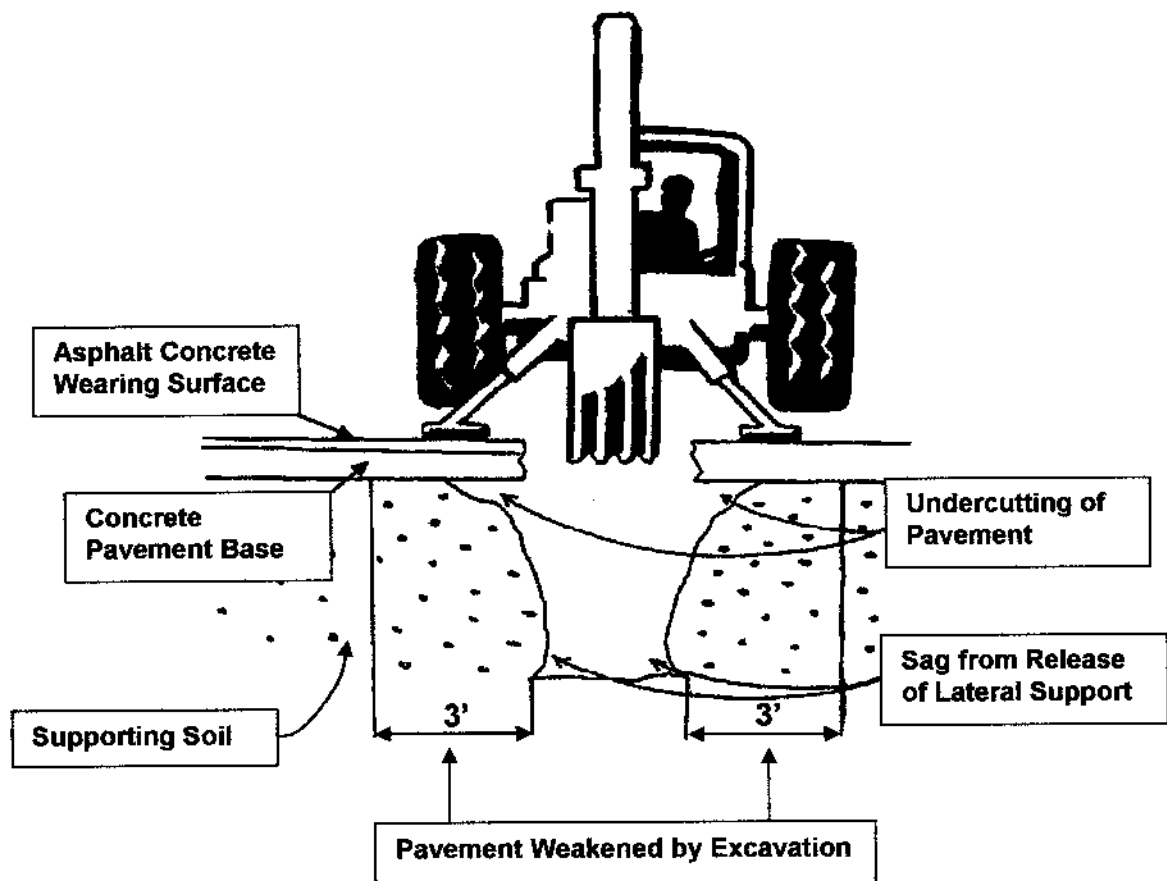 Asphalt Concrete
Wearing Surface
Concrete
Pavement Base
Undercutting of
Pavement
Sag from Release
of Lateral Support
Supporting Soil
3'
3'
Pavement Weakened by Excavation